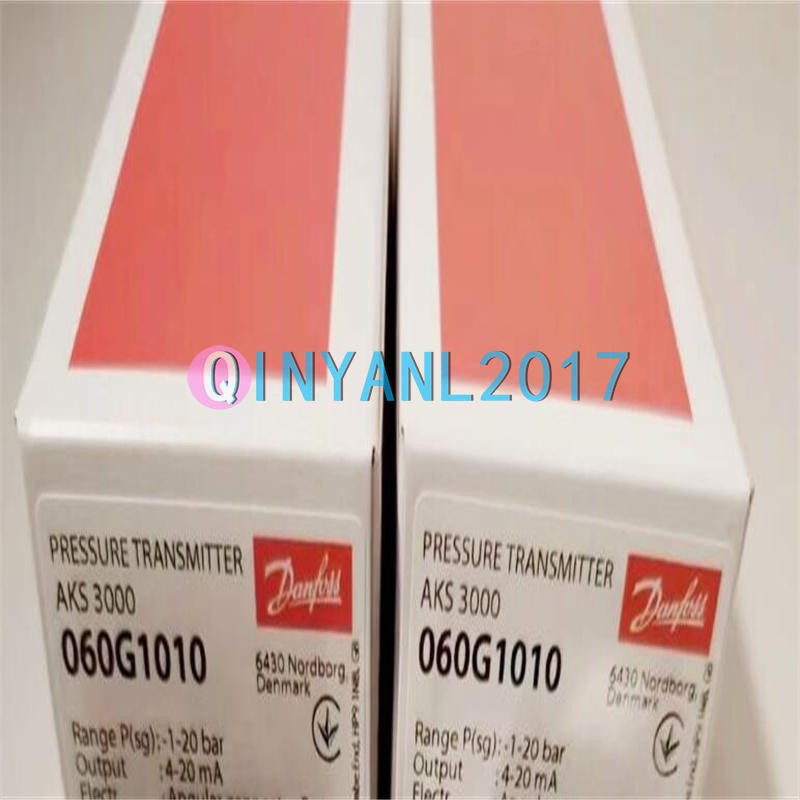 QINYANL2017
PRESSURE TRANSMITTER
AKS 3000
060G1010
Danfoss
6430 Nordborg,
Denmark
Range P(sg):-1-20 bar
Output :4-20 mA
PRESSURE TRANSMITTER
AKS 3000
060G1010
Danfoss
6430 Nordborg,
Denmark
Range P(sg):-1-20 bar
Output :4-20 mA